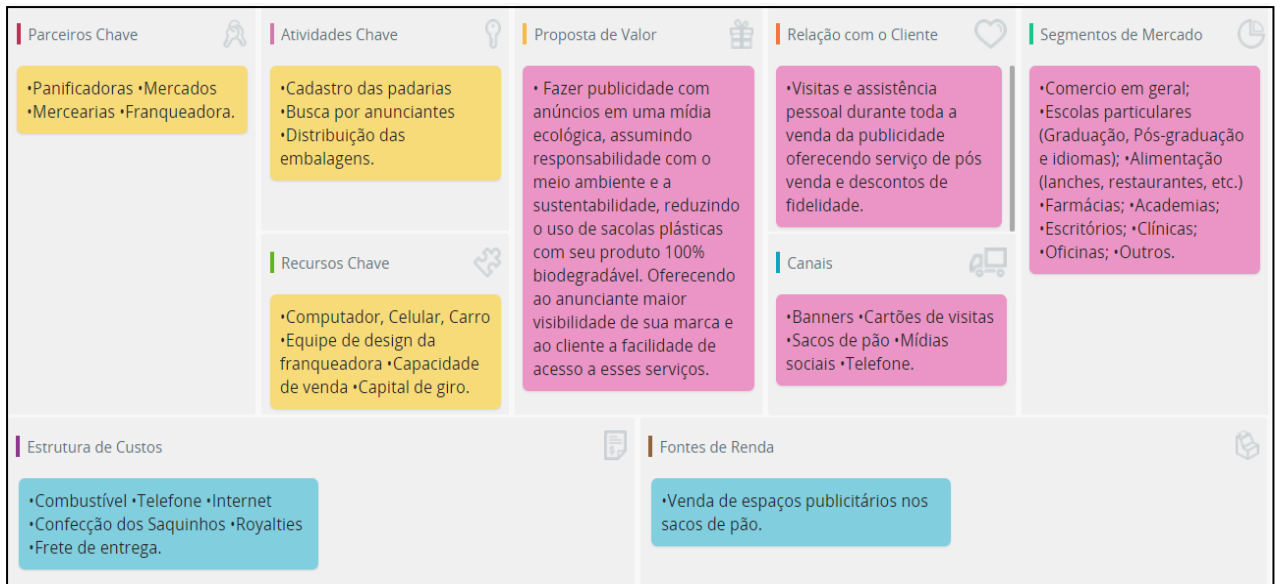 Parceiros Chave
•Panificadoras •Mercados
•Mercearias •Franqueadora.
Atividades Chave
•Cadastro das padarias
•Busca por anunciantes
•Distribuição das
embalagens.
Recursos Chave
•Computador, Celular, Carro
•Equipe de design da
franqueadora •Capacidade
de venda •Capital de giro.
Proposta de Valor
• Fazer publicidade com
anúncios em uma mídia
ecológica, assumindo
responsabilidade com o
meio ambiente e a
sustentabilidade, reduzindo
o uso de sacolas plásticas
com seu produto 100%
biodegradável. Oferecendo
ao anunciante maior
visibilidade de sua marca e
ao cliente a facilidade de
acesso a esses serviços.
Relação com o Cliente
•Visitas e assistência
pessoal durante toda a
venda da publicidade
oferecendo serviço de pós
venda e descontos de
fidelidade.
Canais
•Banners •Cartões de visitas
•Sacos de pão •Mídias
sociais •Telefone.
Segmentos de Mercado
•Comercio em geral;
•Escolas particulares
(Graduação, Pós-graduação
e idiomas); •Alimentação
(lanches, restaurantes, etc.)
•Farmácias; •Academias;
•Escritórios; •Clínicas;
•Oficinas; •Outros.
Estrutura de Custos
•Combustível •Telefone •Internet
•Confecção dos Saquinhos •Royalties
•Frete de entrega.
Fontes de Renda
•Venda de espaços publicitários nos
sacos de pão.